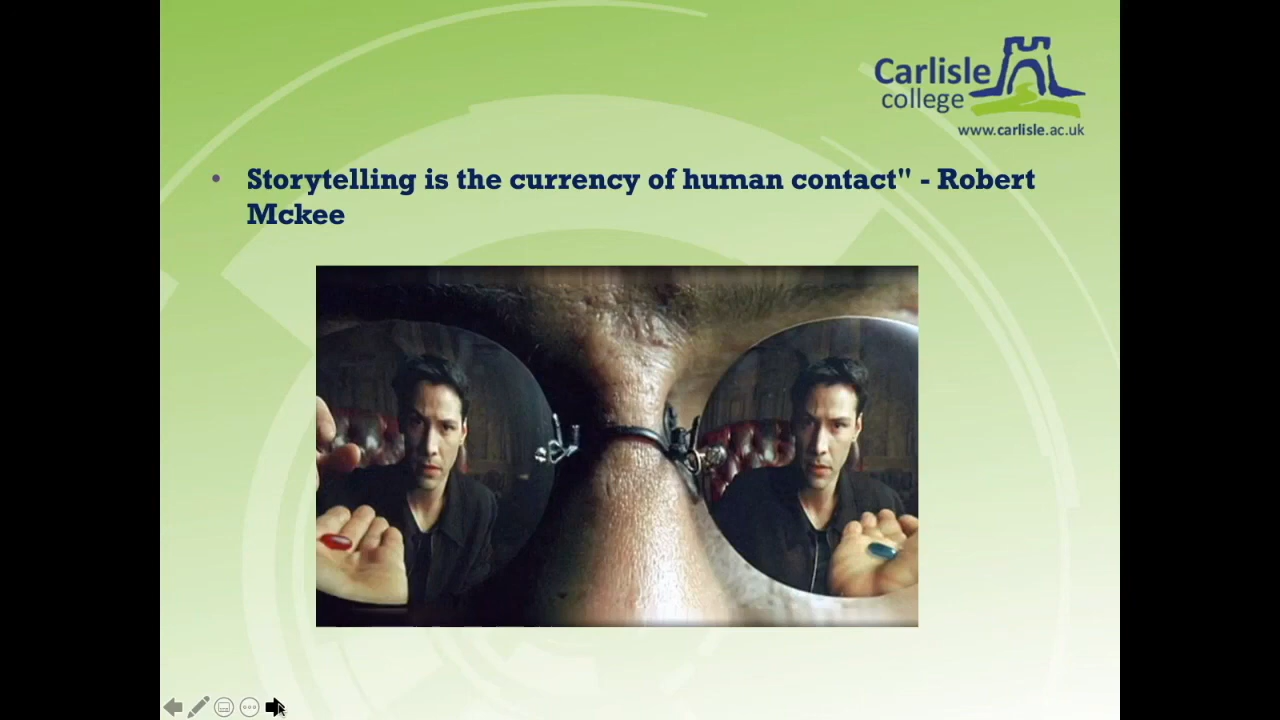 Carlisle
college
www.carlisle.ac.uk
• Storytelling is the currency of human contact" - Robert
Mckee